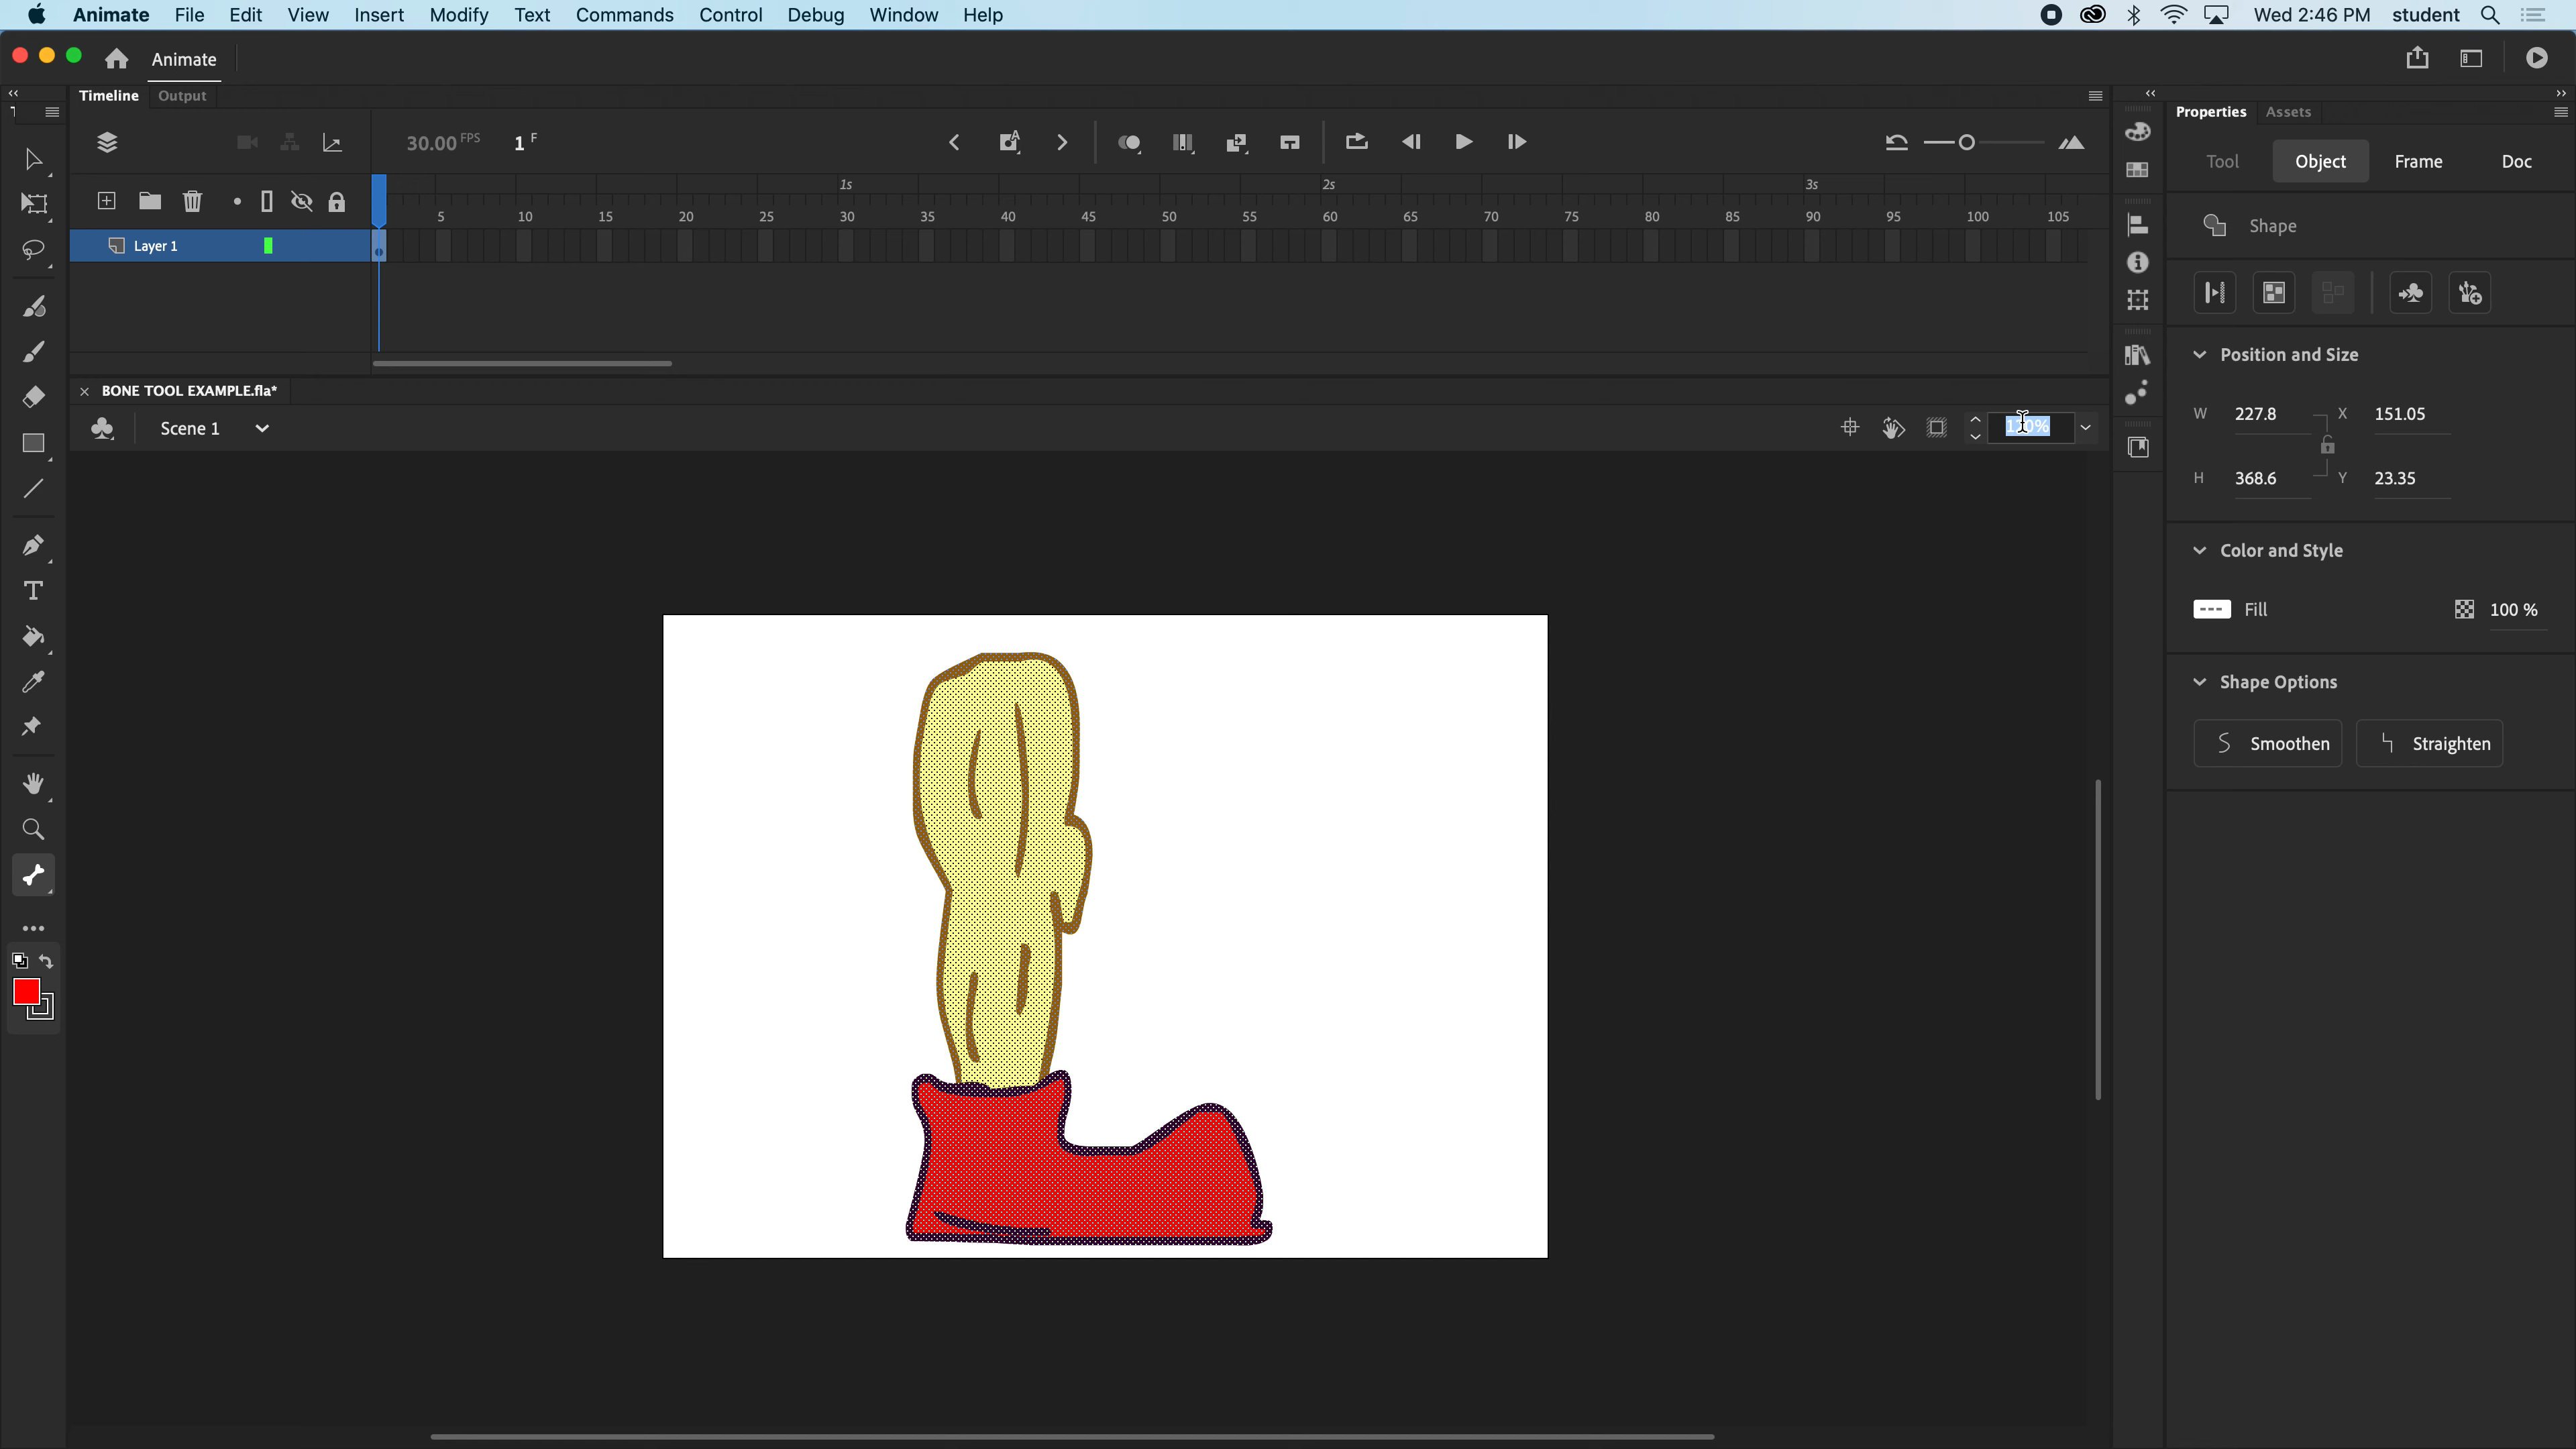 Animate File Edit View Insert Modify Text Commands Control Debug Window Help Wed 2:46 PM student
Animate
Timeline Output
Properties Assets
30.00 FPS 1 F
Tool Object Frame Doc
1s 2s 3s
5 10 15 20 25 30 35 40 45 50 55 60 65 70 75 80 85 90 95 100 105
Shape
Layer 1
Position and Size
BONE TOOL EXAMPLE.fla*
W 227.8 X 151.05
Scene 1
H 368.6 Y 23.35
Color and Style
Fill 100 %
Shape Options
Smoothen Straighten